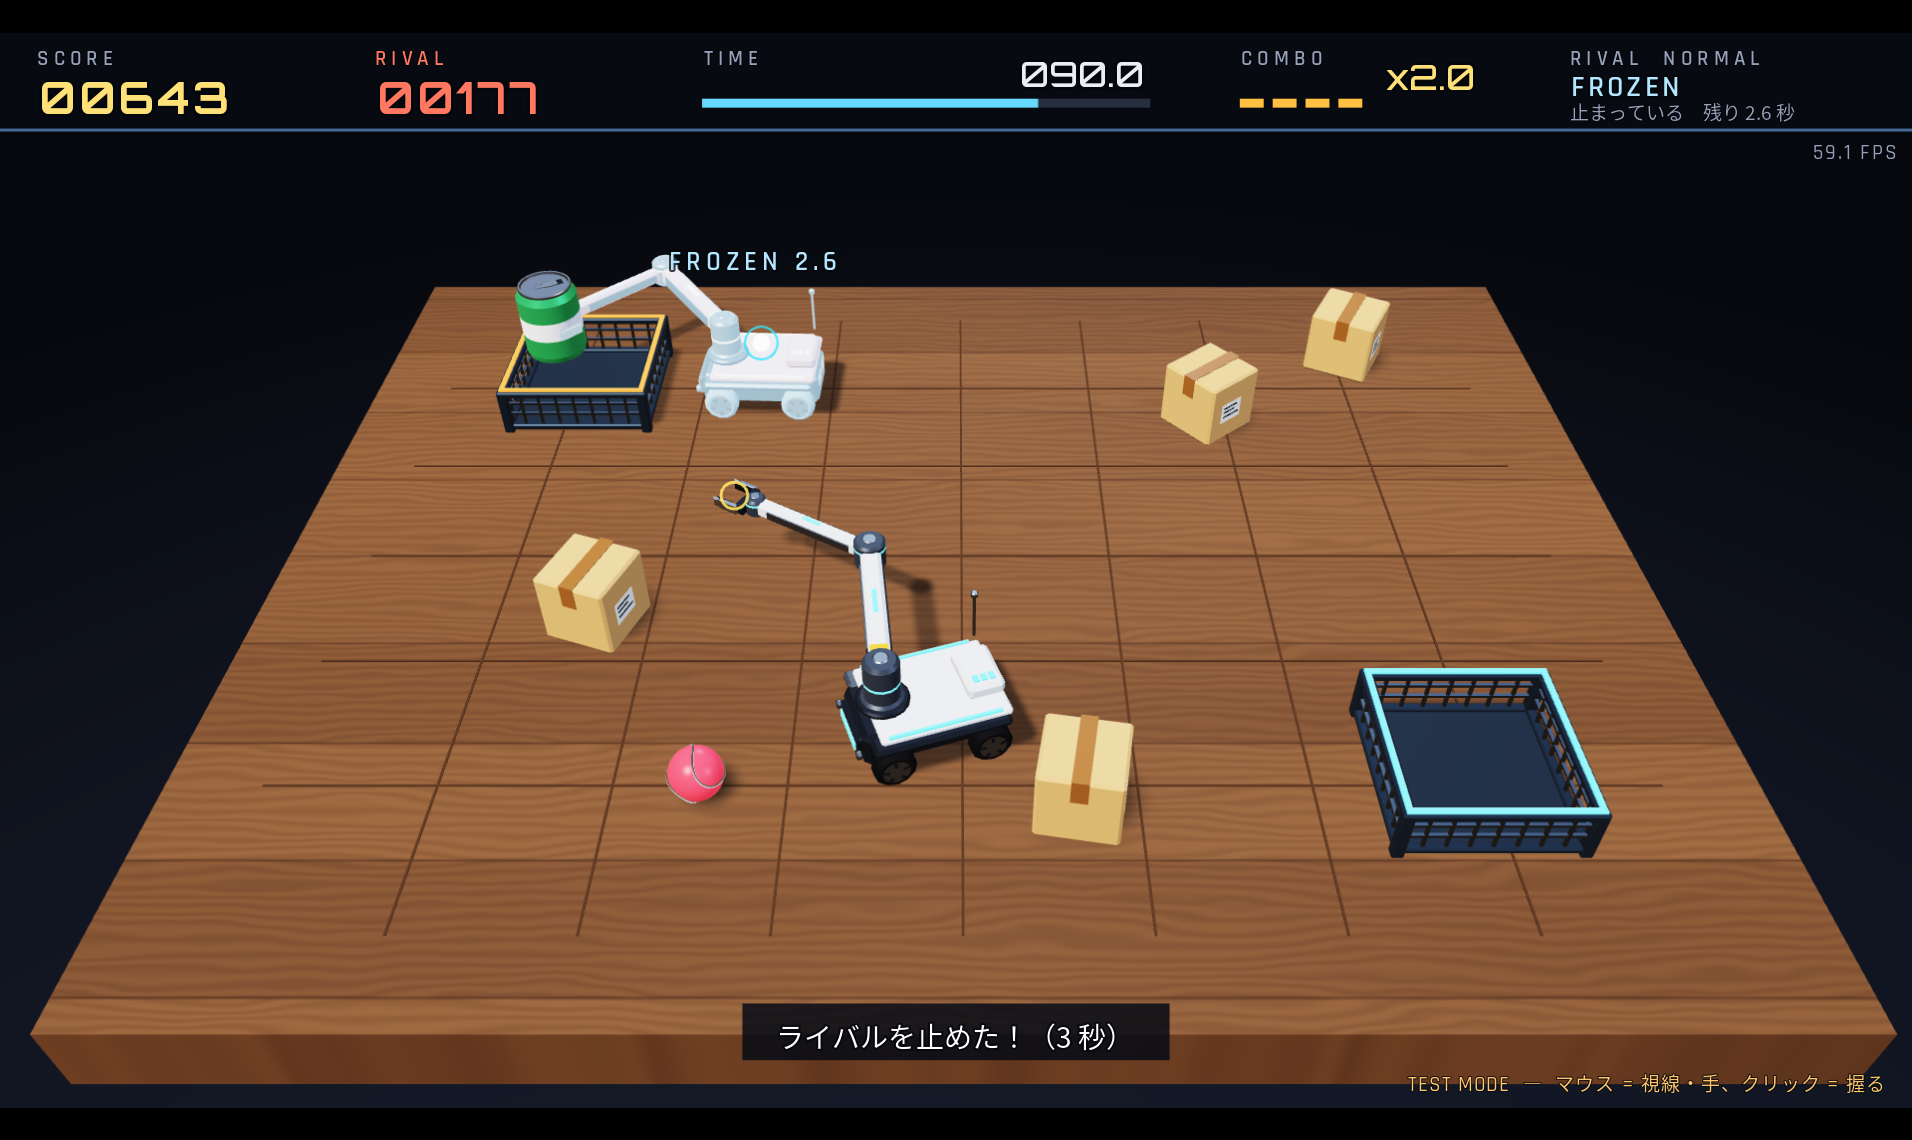 SCORE
00643
RIVAL
00177
TIME
090.0
COMBO
x2.0
RIVAL NORMAL
FROZEN
止まっている 残り 2.6 秒
59.1 FPS
FROZEN 2.6
ライバルを止めた！（3 秒）
TEST MODE — マウス = 視線・手、クリック = 握る